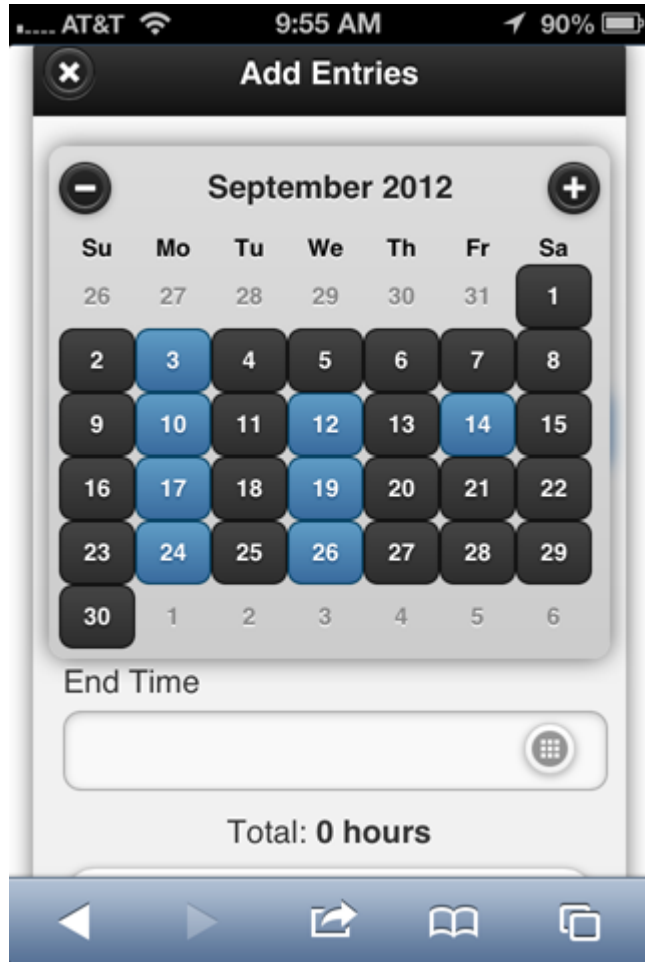 AT&T 9:55 AM 90%
Add Entries
September 2012
Su Mo Tu We Th Fr Sa
26 27 28 29 30 31 1
2 3 4 5 6 7 8
9 10 11 12 13 14 15
16 17 18 19 20 21 22
23 24 25 26 27 28 29
30 1 2 3 4 5 6
End Time
Total: 0 hours